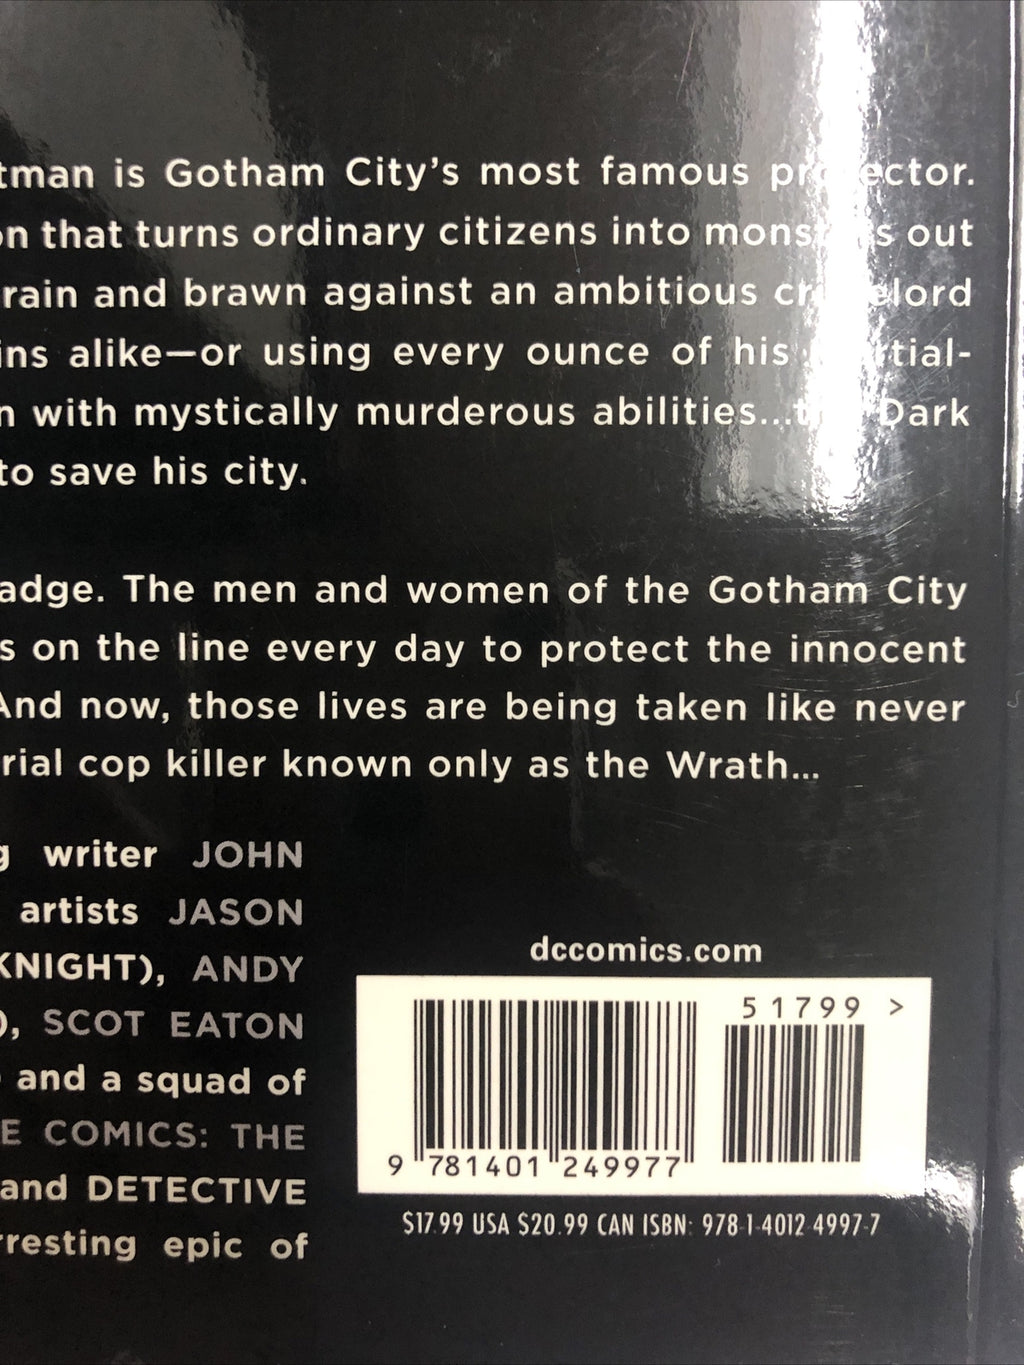 tman is Gotham City's most famous pr ector.
on that turns ordinary citizens into mons s out
rain and brawn against an ambitious cr elord
ins alike—or using every ounce of his tial-
n with mystically murderous abilities...t Dark
to save his city.
adge. The men and women of the Gotham City
s on the line every day to protect the innocent
And now, those lives are being taken like never
rial cop killer known only as the Wrath...
g writer JOHN
artists JASON
KNIGHT), ANDY
), SCOT EATON
and a squad of
E COMICS: THE
and DETECTIVE
rresting epic of
dccomics.com
51799 >
9 781401 249977
$17.99 USA $20.99 CAN ISBN: 978-1-4012-4997-7